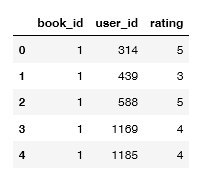 book_id user_id rating
0 1 314 5
1 1 439 3
2 1 588 5
3 1 1169 4
4 1 1185 4